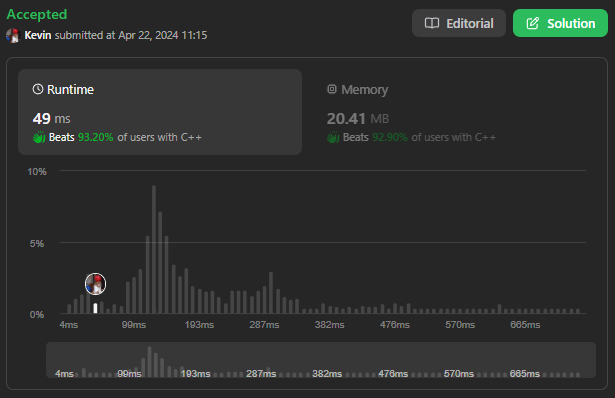 Accepted
Kevin submitted at Apr 22, 2024 11:15
Editorial
Solution
Runtime
49 ms
Beats 93.20% of users with C++
Memory
20.41 MB
Beats 92.90% of users with C++
10%
5%
0%
4ms 99ms 193ms 287ms 382ms 476ms 570ms 665ms
4ms 99ms 193ms 287ms 382ms 476ms 570ms 665ms